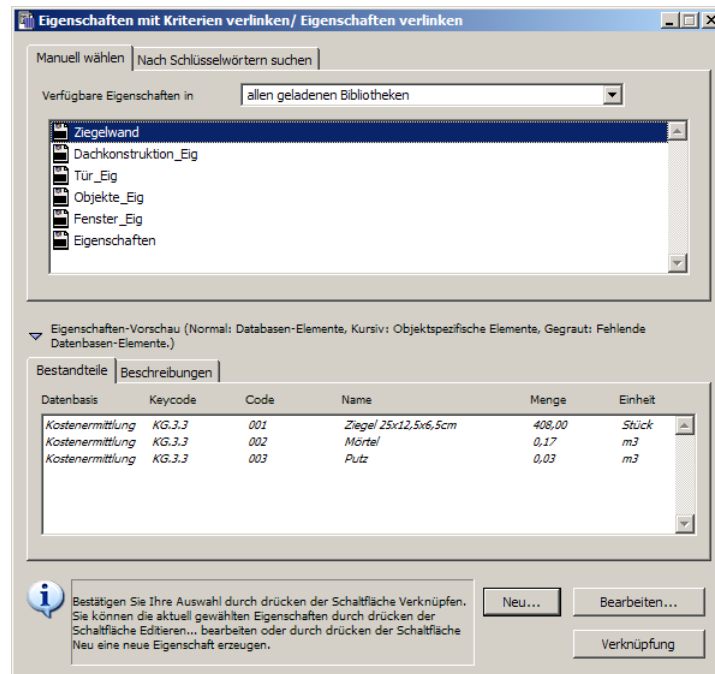 Eigenschaften mit Kriterien verlinken/ Eigenschaften verlinken
Manuell wählen Nach Schlüsselwörtern suchen
Verfügbare Eigenschaften in allen geladenen Bibliotheken
Ziegelwand
Dachkonstruktion_Eig
Tür_Eig
Objekte_Eig
Fenster_Eig
Eigenschaften
Eigenschaften-Vorschau (Normal: Databasen-Elemente, Kursiv: Objektspezifische Elemente, Gegraut: Fehlende
Datenbasen-Elemente.)
Bestandteile Beschreibungen
Datenbasis Keycode Code Name Menge Einheit
Kostenermittlung KG.3.3 001 Ziegel 25x12,5x6,5cm 408,00 Stück
Kostenermittlung KG.3.3 002 Mörtel 0,17 m3
Kostenermittlung KG.3.3 003 Putz 0,03 m3
Bestätigen Sie Ihre Auswahl durch drücken der Schaltfläche Verknüpfen.
Sie können die aktuell gewählten Eigenschaften durch drücken der
Schaltfläche Editieren... bearbeiten oder durch drücken der Schaltfläche
Neu eine neue Eigenschaft erzeugen.
Neu... Bearbeiten...
Verknüpfung